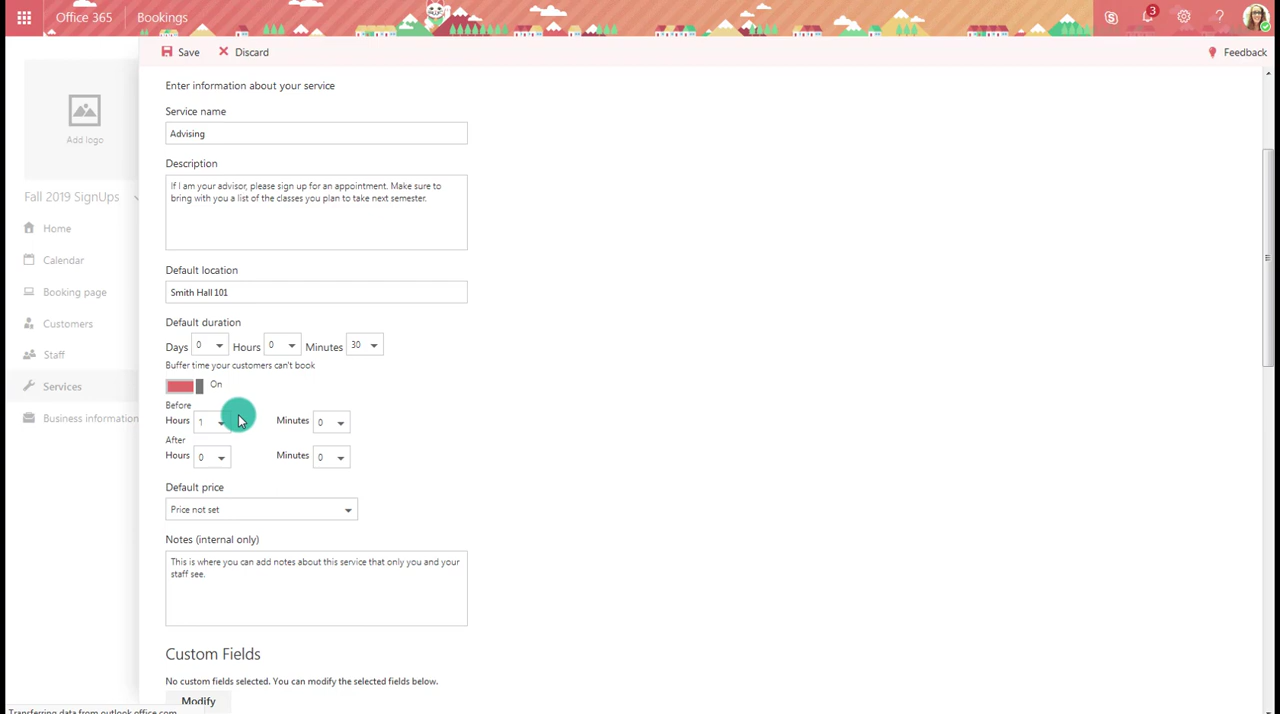 Office 365
Bookings
3
?
Save
Discard
Feedback
Add logo
Fall 2019 SignUps
Home
Calendar
Booking page
Customers
Staff
Services
Business information
Enter information about your service
Service name
Advising
Description
If I am your advisor, please sign up for an appointment. Make sure to
bring with you a list of the classes you plan to take next semester.
Default location
Smith Hall 101
Default duration
Days 0 Hours 0 Minutes 30
Buffer time your customers can't book
On
Before
Hours 1 Minutes 0
After
Hours 0 Minutes 0
Default price
Price not set
Notes (internal only)
This is where you can add notes about this service that only you and your
staff see.
Custom Fields
No custom fields selected. You can modify the selected fields below.
Modify
Transferring data from outlook.office.com